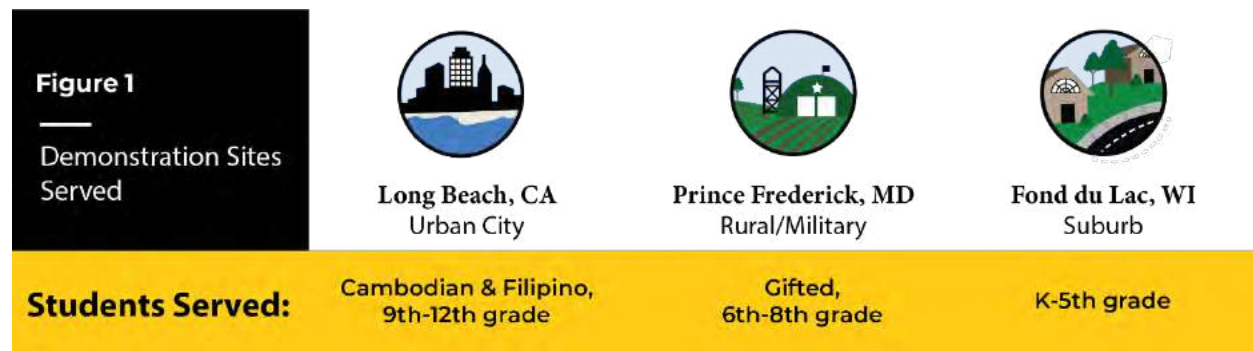 Figure 1
Demonstration Sites
Served
Long Beach, CA
Urban City
Prince Frederick, MD
Rural/Military
Fond du Lac, WI
Suburb
Students Served:
Cambodian & Filipino,
9th-12th grade
Gifted,
6th-8th grade
K-5th grade